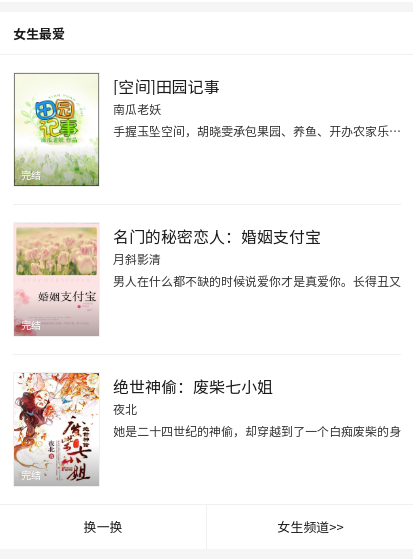 女生最爱
田园
记事
完结
[空间]田园记事
南瓜老妖
手握玉坠空间，胡晓雯承包果园、养鱼、开办农家乐…
婚姻支付宝
完结
名门的秘密恋人：婚姻支付宝
月斜影清
男人在什么都不缺的时候说爱你才是真爱你。长得丑又
绝世神偷
废柴七小姐
夜北
完结
绝世神偷：废柴七小姐
夜北
她是二十四世纪的神偷，却穿越到了一个白痴废柴的身
换一换
女生频道>>